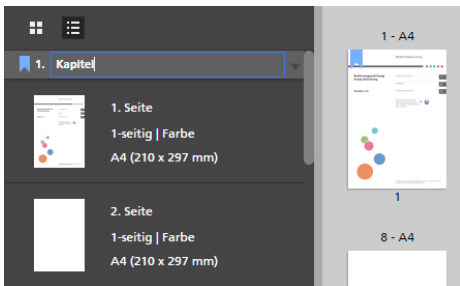 1. Kapitel
1. Seite
1-seitig | Farbe
A4 (210 x 297 mm)
2. Seite
1-seitig | Farbe
A4 (210 x 297 mm)
1 - A4
1
8 - A4